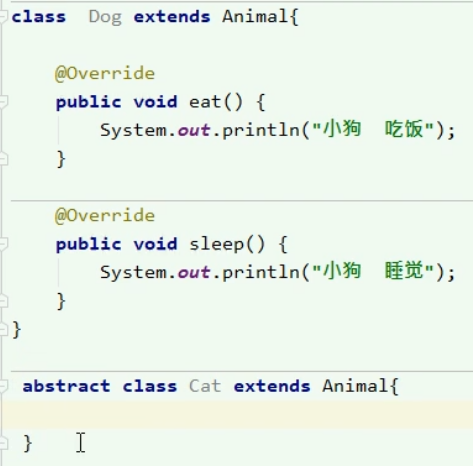 class  Dog extends Animal{
@Override
public void eat() {
System.out.println("小狗  吃饭");
}
@Override
public void sleep() {
System.out.println("小狗  睡觉");
}
}
abstract class Cat extends Animal{
}